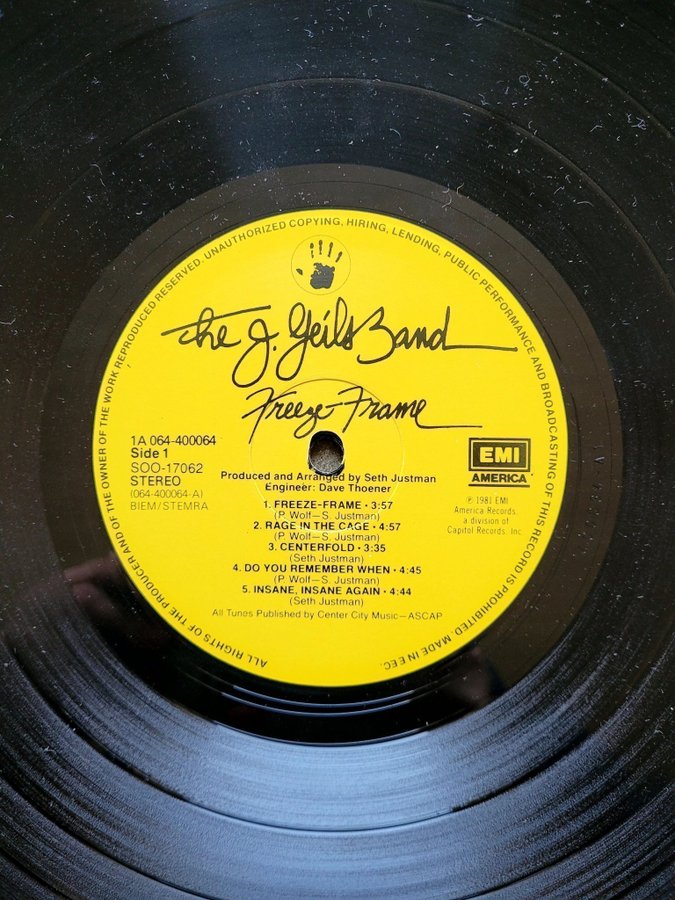 ALL RIGHTS OF THE PRODUCER AND OF THE OWNER OF THE WORK REPRODUCED RESERVED. UNAUTHORIZED COPYING, HIRING, LENDING, PUBLIC PERFORMANCE AND BROADCASTING OF THIS RECORD IS PROHIBITED. MADE IN EEC.
The J. Geils Band
Freeze-Frame
1A 064-400064
Side 1
SOO-17062
STEREO
(064-400064-A)
BIEM/STEMRA
EMI
AMERICA
℗ 1981 EMI
America Records,
a division of
Capitol Records, Inc
Produced and Arranged by Seth Justman
Engineer: Dave Thoener
1. FREEZE-FRAME • 3:57
(P. Wolf—S. Justman)
2. RAGE IN THE CAGE • 4:57
(P. Wolf—S. Justman)
3. CENTERFOLD • 3:35
(Seth Justman)
4. DO YOU REMEMBER WHEN • 4:45
(P. Wolf—S. Justman)
5. INSANE, INSANE AGAIN • 4:44
(Seth Justman)
All Tunes Published by Center City Music—ASCAP